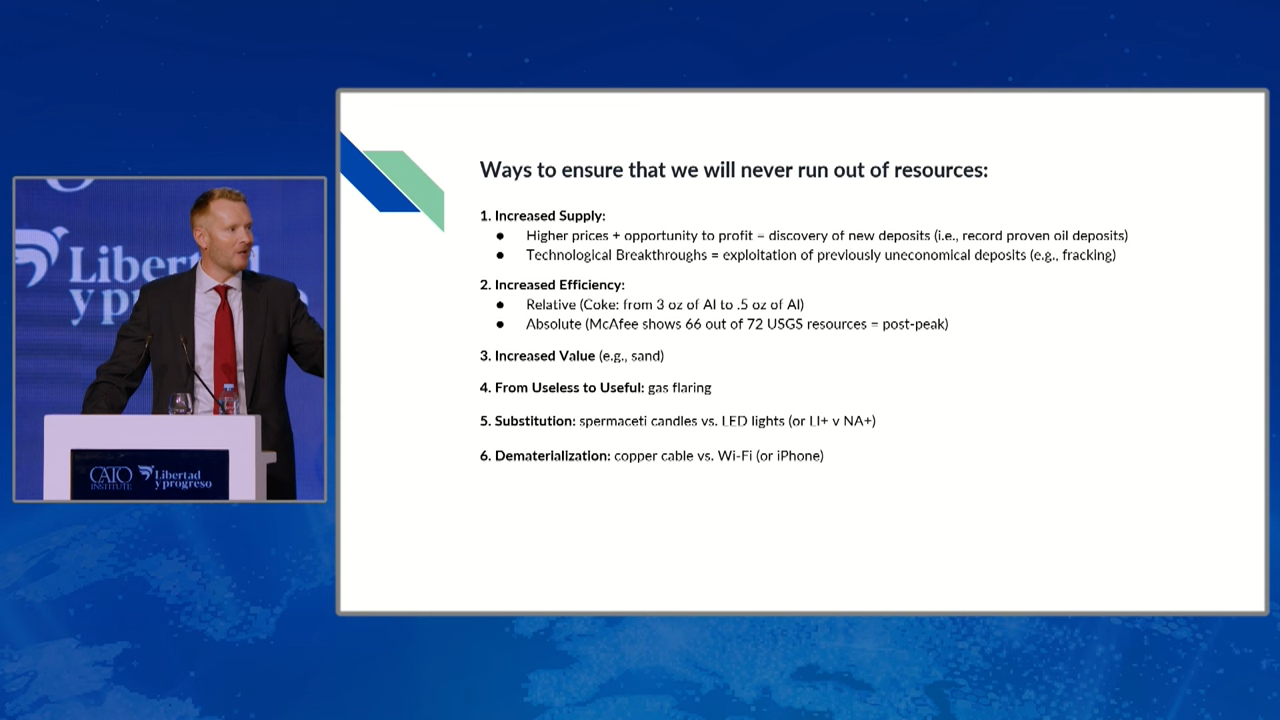 Libertad
y p
CATO
INSTITUTE
Libertad
y progreso
Ways to ensure that we will never run out of resources:
1. Increased Supply:
● Higher prices + opportunity to profit = discovery of new deposits (i.e., record proven oil deposits)
● Technological Breakthroughs = exploitation of previously uneconomical deposits (e.g., fracking)
2. Increased Efficiency:
● Relative (Coke: from 3 oz of Al to .5 oz of Al)
● Absolute (McAfee shows 66 out of 72 USGS resources = post-peak)
3. Increased Value (e.g., sand)
4. From Useless to Useful: gas flaring
5. Substitution: spermaceti candles vs. LED lights (or LI+ v NA+)
6. Dematerialization: copper cable vs. Wi-Fi (or iPhone)